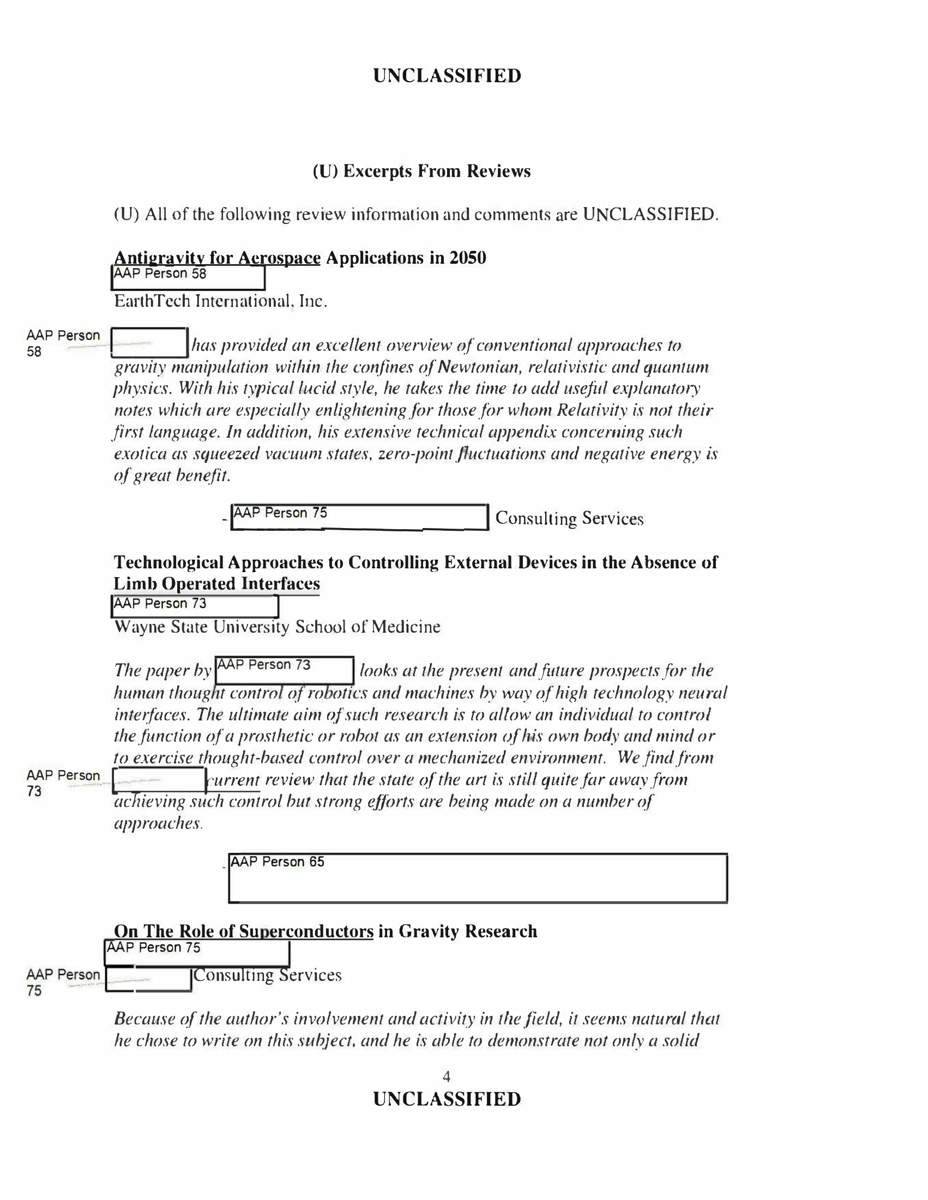 UNCLASSIFIED
(U) Excerpts From Reviews
(U) All of the following review information and comments are UNCLASSIFIED.
Antigravity for Aerospace Applications in 2050
AAP Person 58
EarthTech International, Inc.
AAP Person
58
has provided an excellent overview of conventional approaches to
gravity manipulation within the confines of Newtonian, relativistic and quantum
physics. With his typical lucid style, he takes the time to add useful explanatory
notes which are especially enlightening for those for whom Relativity is not their
first language. In addition, his extensive technical appendix concerning such
exotica as squeezed vacuum states, zero-point fluctuations and negative energy is
of great benefit.
- AAP Person 75 Consulting Services
Technological Approaches to Controlling External Devices in the Absence of
Limb Operated Interfaces
AAP Person 73
Wayne State University School of Medicine
The paper by AAP Person 73 looks at the present and future prospects for the
human thought control of robotics and machines by way of high technology neural
interfaces. The ultimate aim of such research is to allow an individual to control
the function of a prosthetic or robot as an extension of his own body and mind or
to exercise thought-based control over a mechanized environment. We find from
AAP Person
73
current review that the state of the art is still quite far away from
achieving such control but strong efforts are being made on a number of
approaches.
- AAP Person 65
On The Role of Superconductors in Gravity Research
AAP Person 75
AAP Person
75
Consulting Services
Because of the author's involvement and activity in the field, it seems natural that
he chose to write on this subject, and he is able to demonstrate not only a solid
4
UNCLASSIFIED